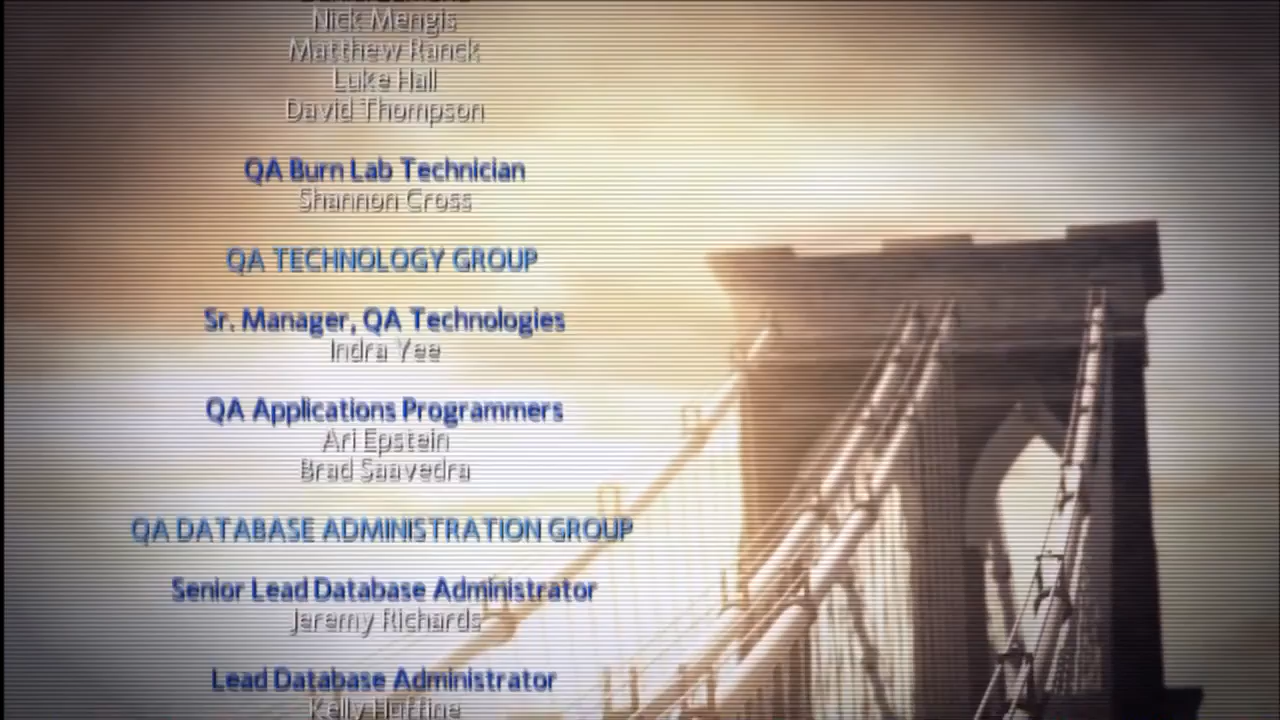 Nick Mengis
Matthew Ranck
Luke Hall
David Thompson
QA Burn Lab Technician
Shannon Cross
QA TECHNOLOGY GROUP
Sr. Manager, QA Technologies
Indra Yee
QA Applications Programmers
Ari Epstein
Brad Saavedra
QA DATABASE ADMINISTRATION GROUP
Senior Lead Database Administrator
Jeremy Richards
Lead Database Administrator
Kelly Huffine